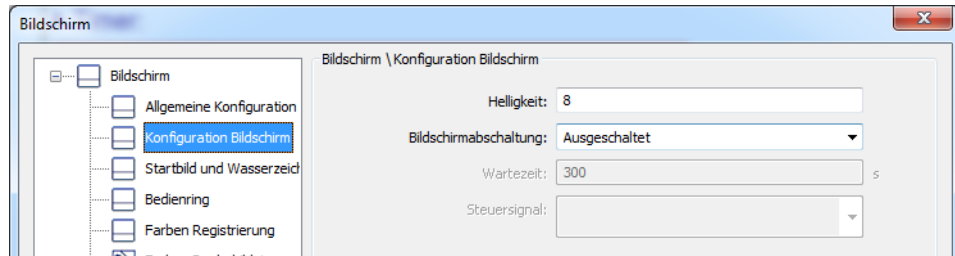 Bildschirm
Bildschirm
Allgemeine Konfiguration
Konfiguration Bildschirm
Startbild und Wasserzeich
Bedienring
Farben Registrierung
Bildschirm \ Konfiguration Bildschirm
Helligkeit: 8
Bildschirmabschaltung: Ausgeschaltet
Wartezeit: 300 s
Steuersignal: